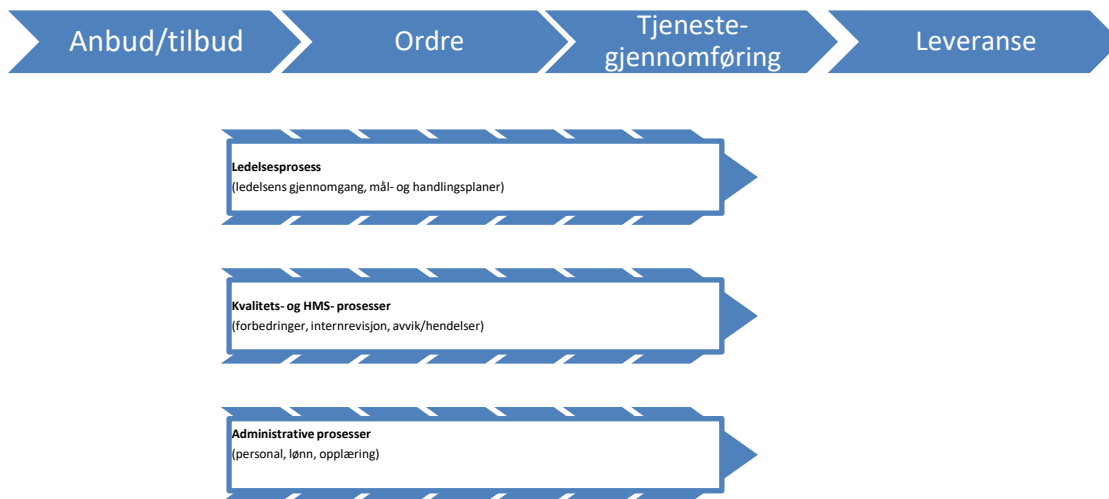 Anbud/tilbud
Ordre
Tjeneste-
gjennomføring
Leveranse
Ledelsesprosess
(ledelsens gjennomgang, mål- og handlingsplaner)
Kvalitets- og HMS- prosesser
(forbedringer, internrevisjon, avvik/hendelser)
Administrative prosesser
(personal, lønn, opplæring)